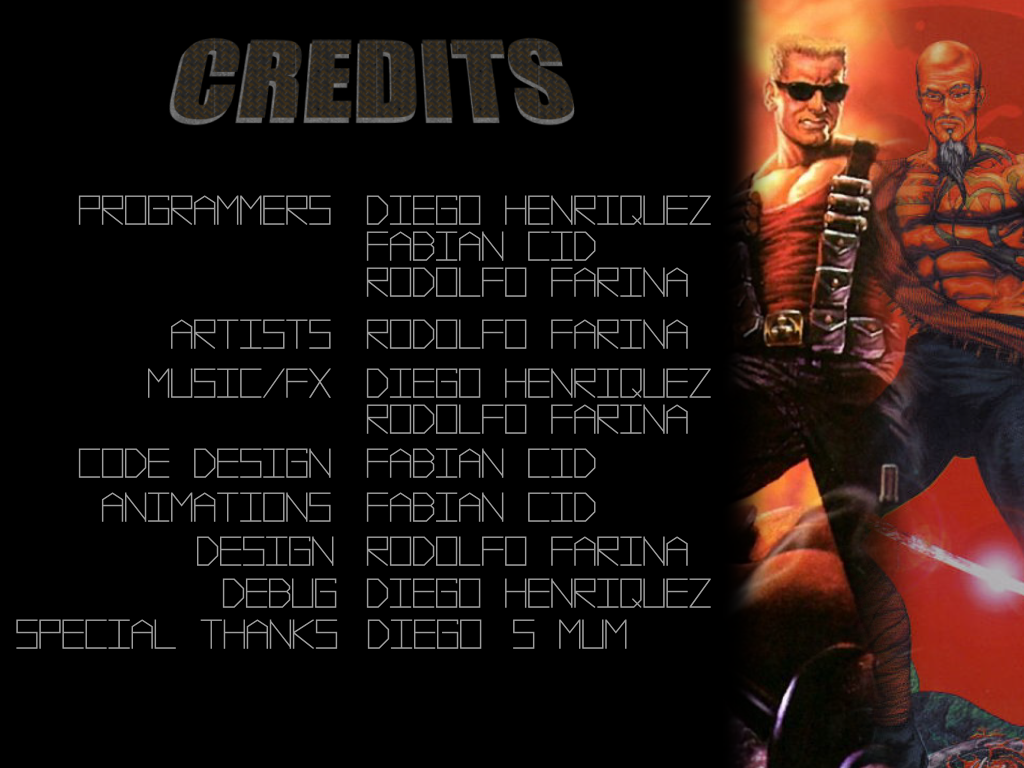 CREDITS
PROGRAMMERS DIEGO HENRIQUEZ
FABIAN CID
RODOLFO FARINA
ARTISTS RODOLFO FARINA
MUSIC/FX DIEGO HENRIQUEZ
RODOLFO FARINA
CODE DESIGN FABIAN CID
ANIMATIONS FABIAN CID
DESIGN RODOLFO FARINA
DEBUG DIEGO HENRIQUEZ
SPECIAL THANKS DIEGO S MUM